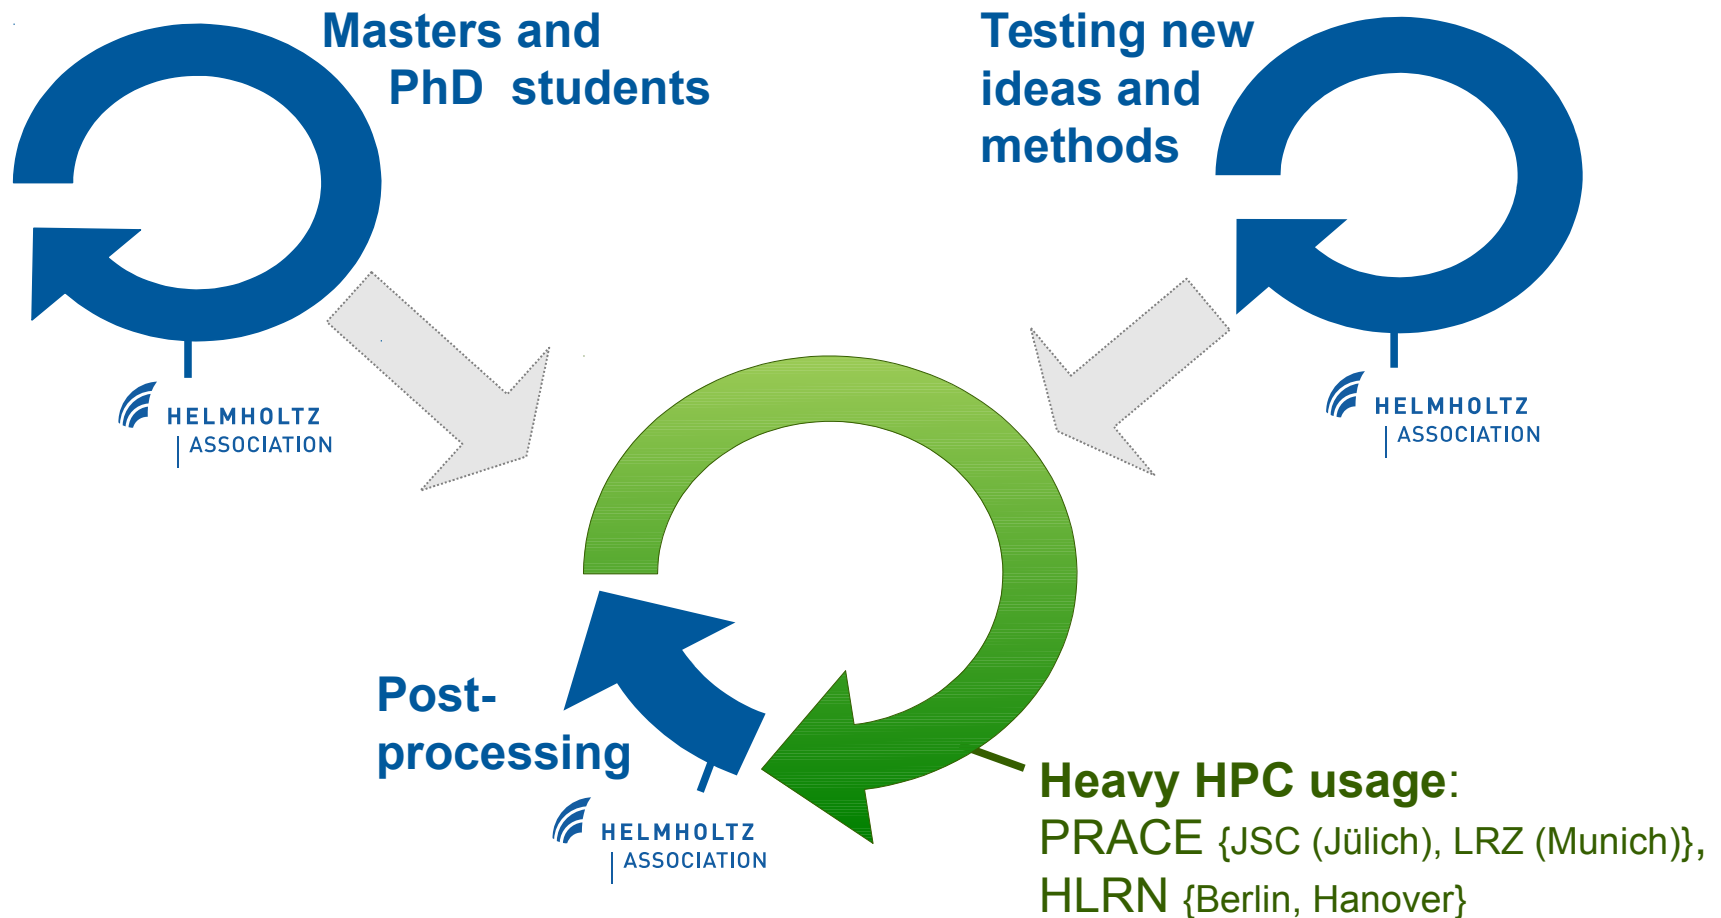 Masters and
PhD students
Testing new
ideas and
methods
HELMHOLTZ
| ASSOCIATION
HELMHOLTZ
| ASSOCIATION
Post-
processing
HELMHOLTZ
| ASSOCIATION
Heavy HPC usage:
PRACE {JSC (Jülich), LRZ (Munich)},
HLRN {Berlin, Hanover}